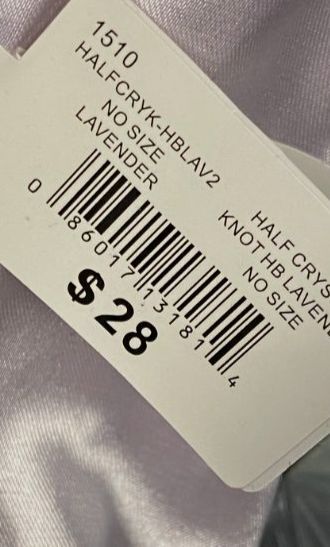 1510
HALFCRYK-HBLAV2
NO SIZE
LAVENDER
0 86017 13181 4
$28
HALF CRYS
KNOT HB LAVEN
NO SIZE